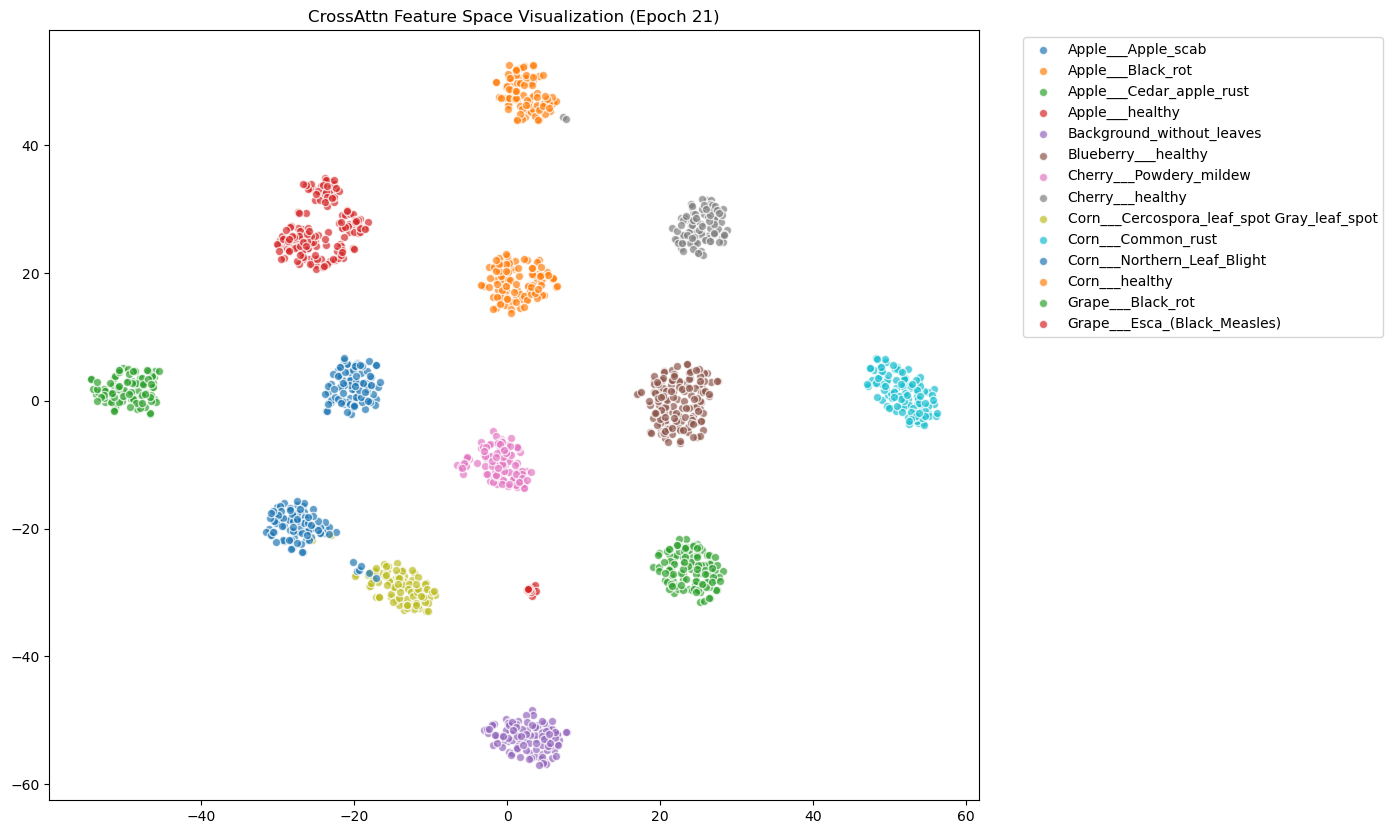 CrossAttn Feature Space Visualization (Epoch 21)
Apple___Apple_scab
Apple___Black_rot
Apple___Cedar_apple_rust
Apple___healthy
Background_without_leaves
Blueberry___healthy
Cherry___Powdery_mildew
Cherry___healthy
Corn___Cercospora_leaf_spot Gray_leaf_spot
Corn___Common_rust
Corn___Northern_Leaf_Blight
Corn___healthy
Grape___Black_rot
Grape___Esca_(Black_Measles)
40
20
0
−20
−40
−60
−40
−20
0
20
40
60